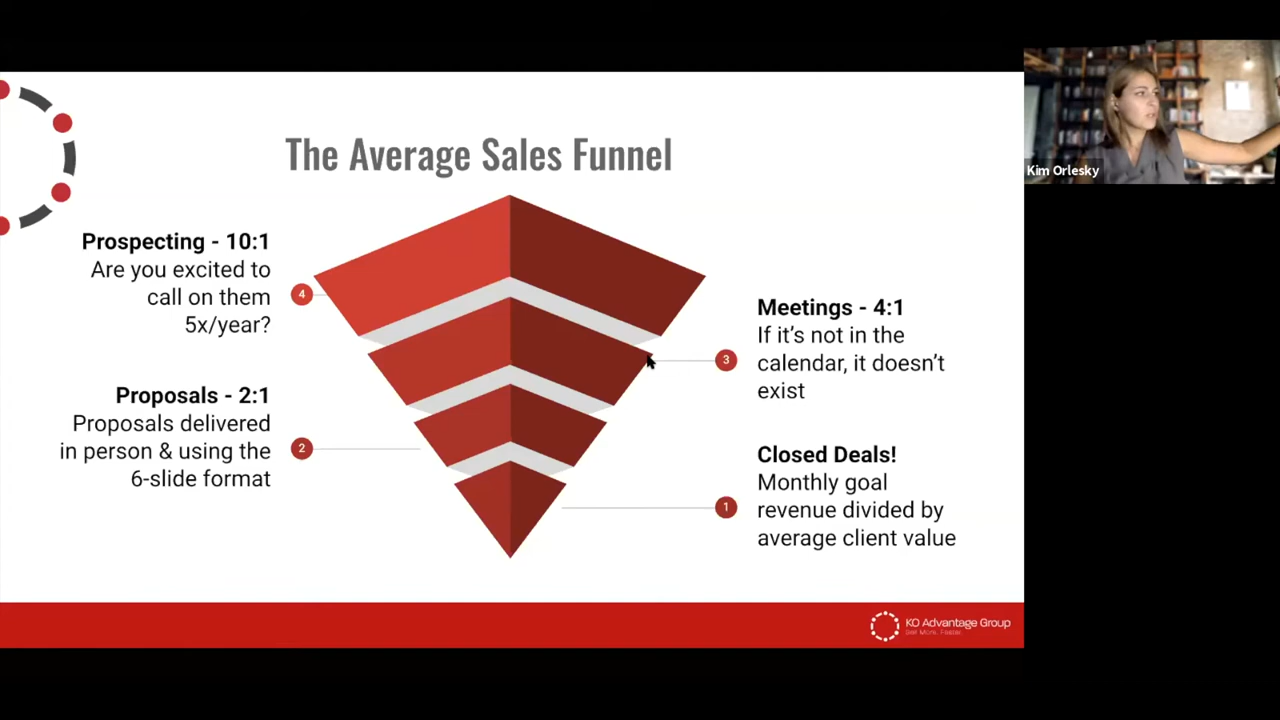 The Average Sales Funnel
Prospecting - 10:1
Are you excited to
call on them
5x/year?
4
Meetings - 4:1
If it’s not in the
calendar, it doesn’t
exist
3
Proposals - 2:1
Proposals delivered
in person & using the
6-slide format
2
Closed Deals!
Monthly goal
revenue divided by
average client value
1
KO Advantage Group
Sell More. Faster.
Kim Orlesky